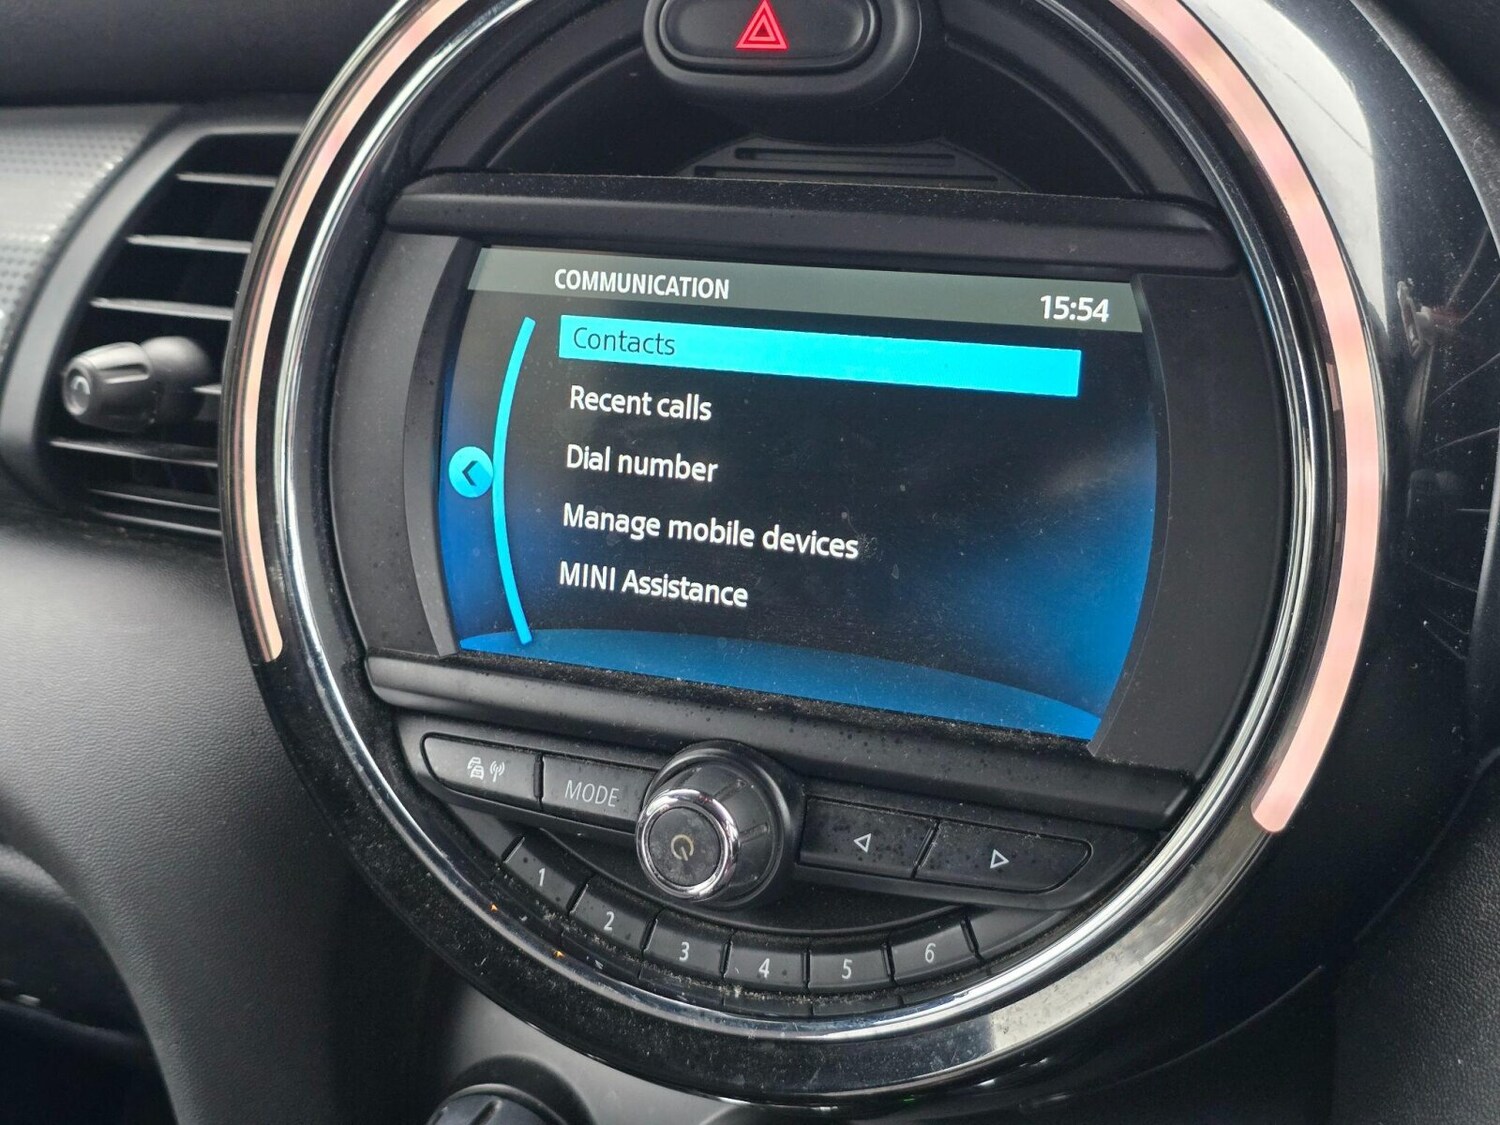 COMMUNICATION
15:54
Contacts
Recent calls
Dial number
Manage mobile devices
MINI Assistance
MODE
1
2
3
4
5
6